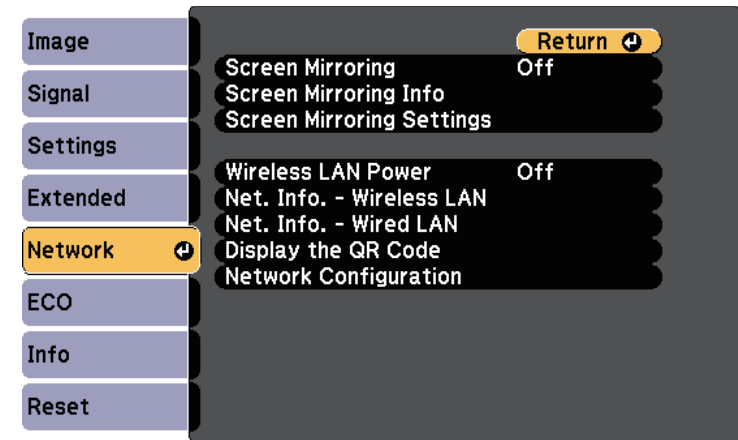 Image
Signal
Settings
Extended
Network
ECO
Info
Reset
Return
Screen Mirroring Off
Screen Mirroring Info
Screen Mirroring Settings
Wireless LAN Power Off
Net. Info. - Wireless LAN
Net. Info. - Wired LAN
Display the QR Code
Network Configuration